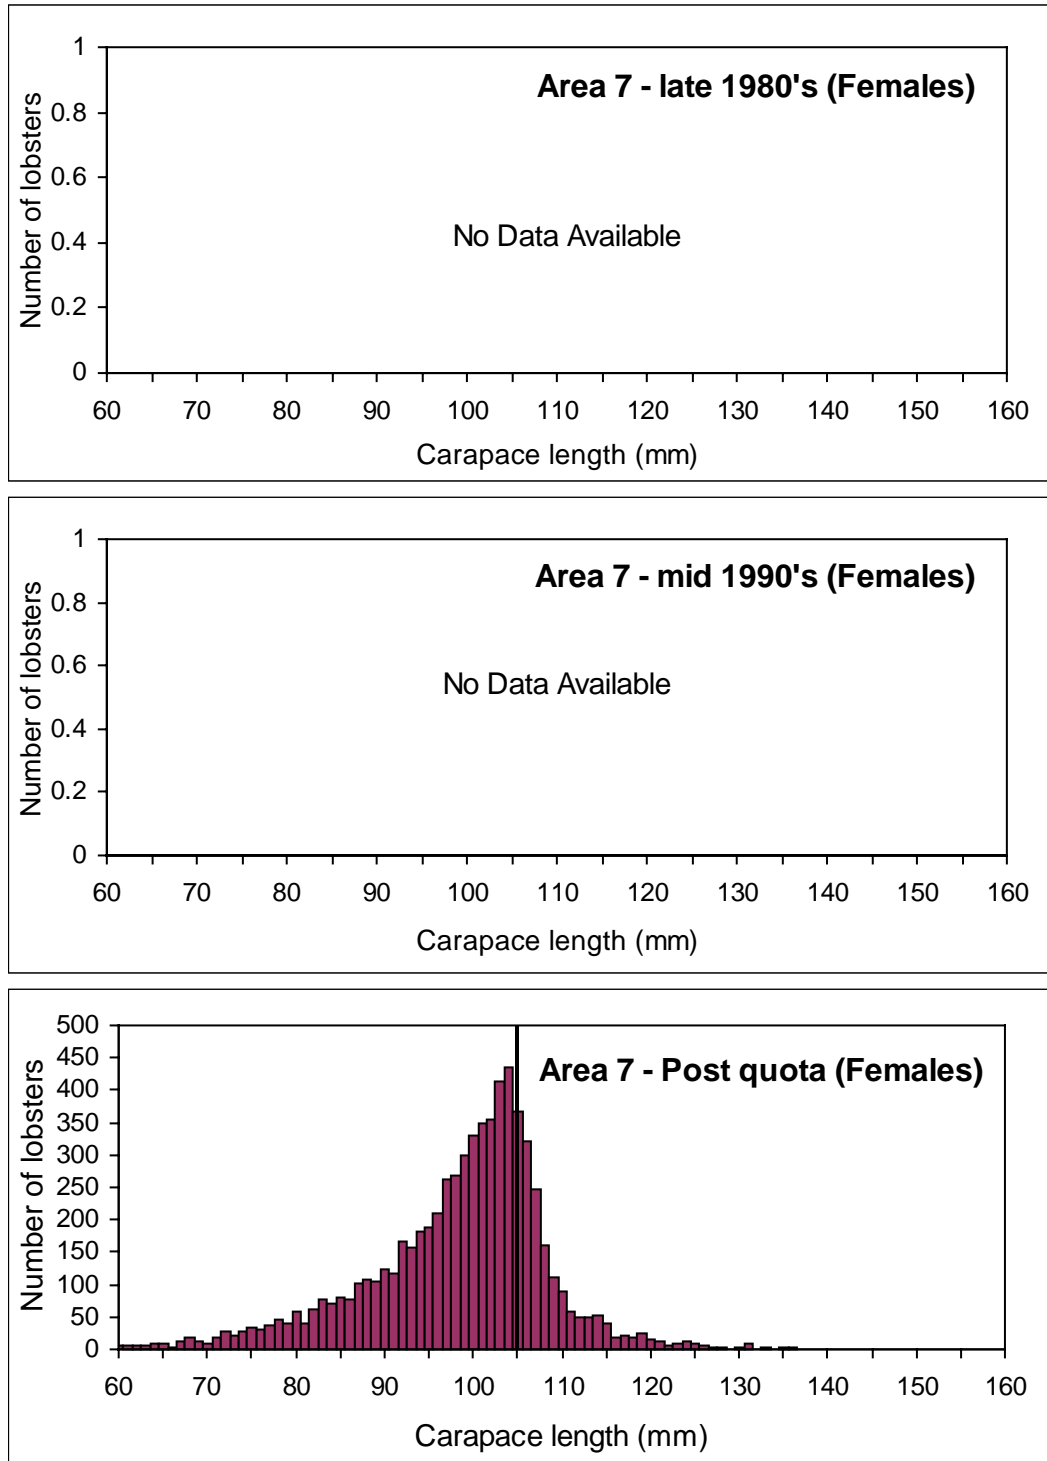 Area 7 - late 1980's (Females)
Number of lobsters
1
0.8
0.6
0.4
0.2
0
No Data Available
60 70 80 90 100 110 120 130 140 150 160
Carapace length (mm)
Area 7 - mid 1990's (Females)
Number of lobsters
1
0.8
0.6
0.4
0.2
0
No Data Available
60 70 80 90 100 110 120 130 140 150 160
Carapace length (mm)
Area 7 - Post quota (Females)
Number of lobsters
500
450
400
350
300
250
200
150
100
50
0
60 70 80 90 100 110 120 130 140 150 160
Carapace length (mm)